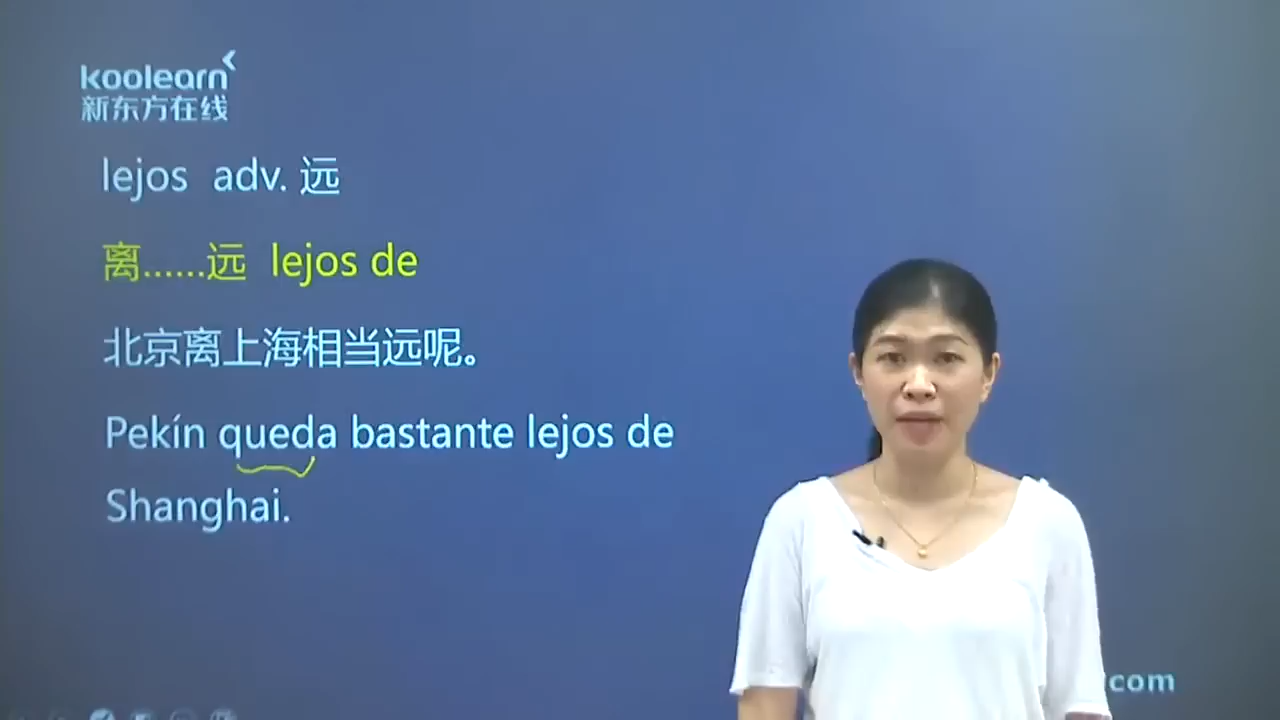 koolearn
新东方在线
lejos adv. 远
离……远 lejos de
北京离上海相当远呢。
Pekín queda bastante lejos de
Shanghai.
com